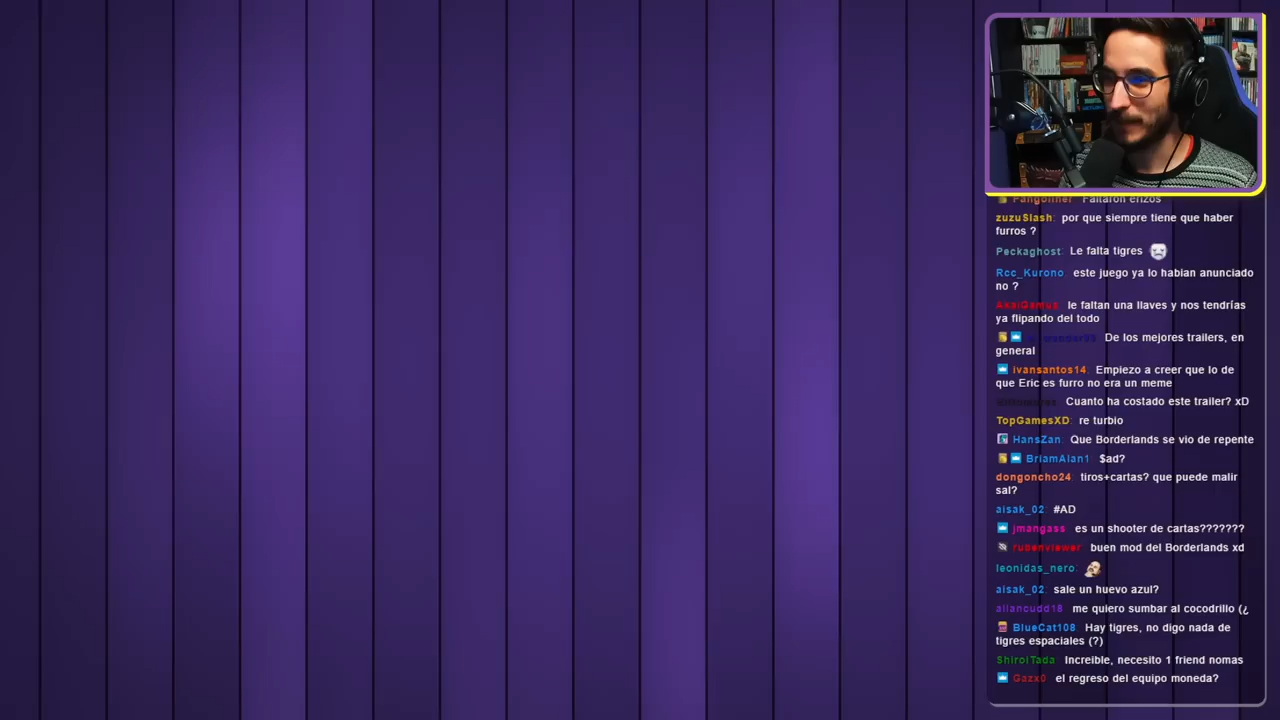 Pangoliner: Faltaron erizos
zuzuSlash: por que siempre tiene que haber
furros ?
Peckaghost: Le falta tigres
Rcc_Kurono: este juego ya lo habian anunciado
no ?
AkaiGamus: le faltan una llaves y nos tendrías
ya flipando del todo
De los mejores trailers, en
general
ivansantos14: Empiezo a creer que lo de
que Eric es furro no era un meme
Cuanto ha costado este trailer? xD
TopGamesXD: re turbio
HansZan: Que Borderlands se vio de repente
BriamAlan1: $ad?
dongoncho24: tiros+cartas? que puede malir
sal?
aisak_02: #AD
jmangass: es un shooter de cartas???????
rubenviewer: buen mod del Borderlands xd
leonidas_nero:
aisak_02: sale un huevo azul?
allancudd18: me quiero sumbar al cocodrillo (¿
BlueCat108: Hay tigres, no digo nada de
tigres espaciales (?)
ShiroITada: Increible, necesito 1 friend nomas
Gazx0: el regreso del equipo moneda?